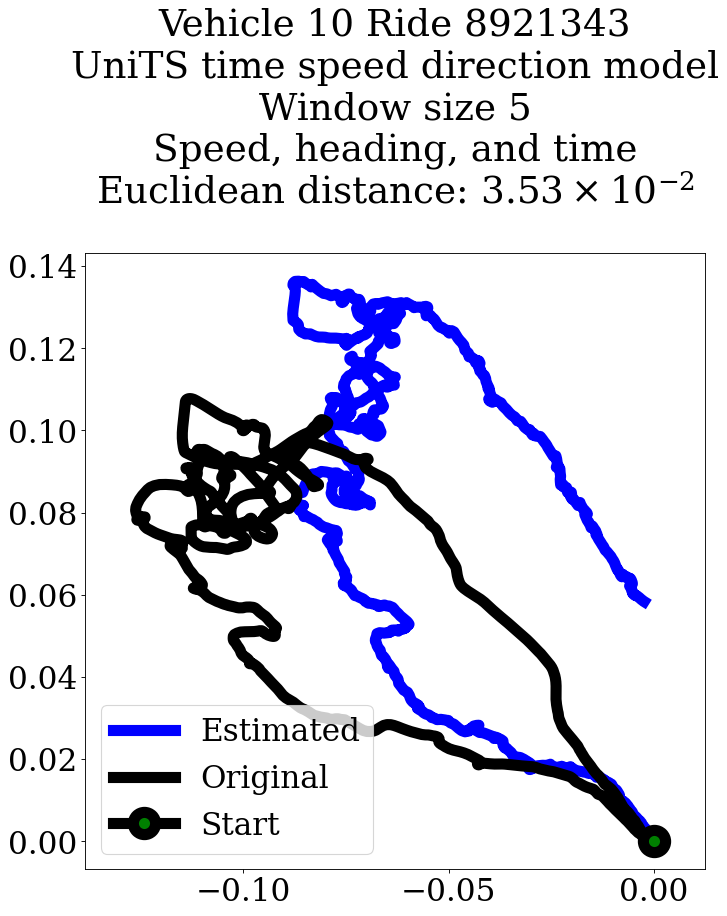 Vehicle 10 Ride 8921343
UniTS time speed direction model
Window size 5
Speed, heading, and time
Euclidean distance: 3.53 × 10⁻²
0.14
0.12
0.10
0.08
0.06
0.04
0.02
0.00
Estimated
Original
Start
−0.10 −0.05 0.00